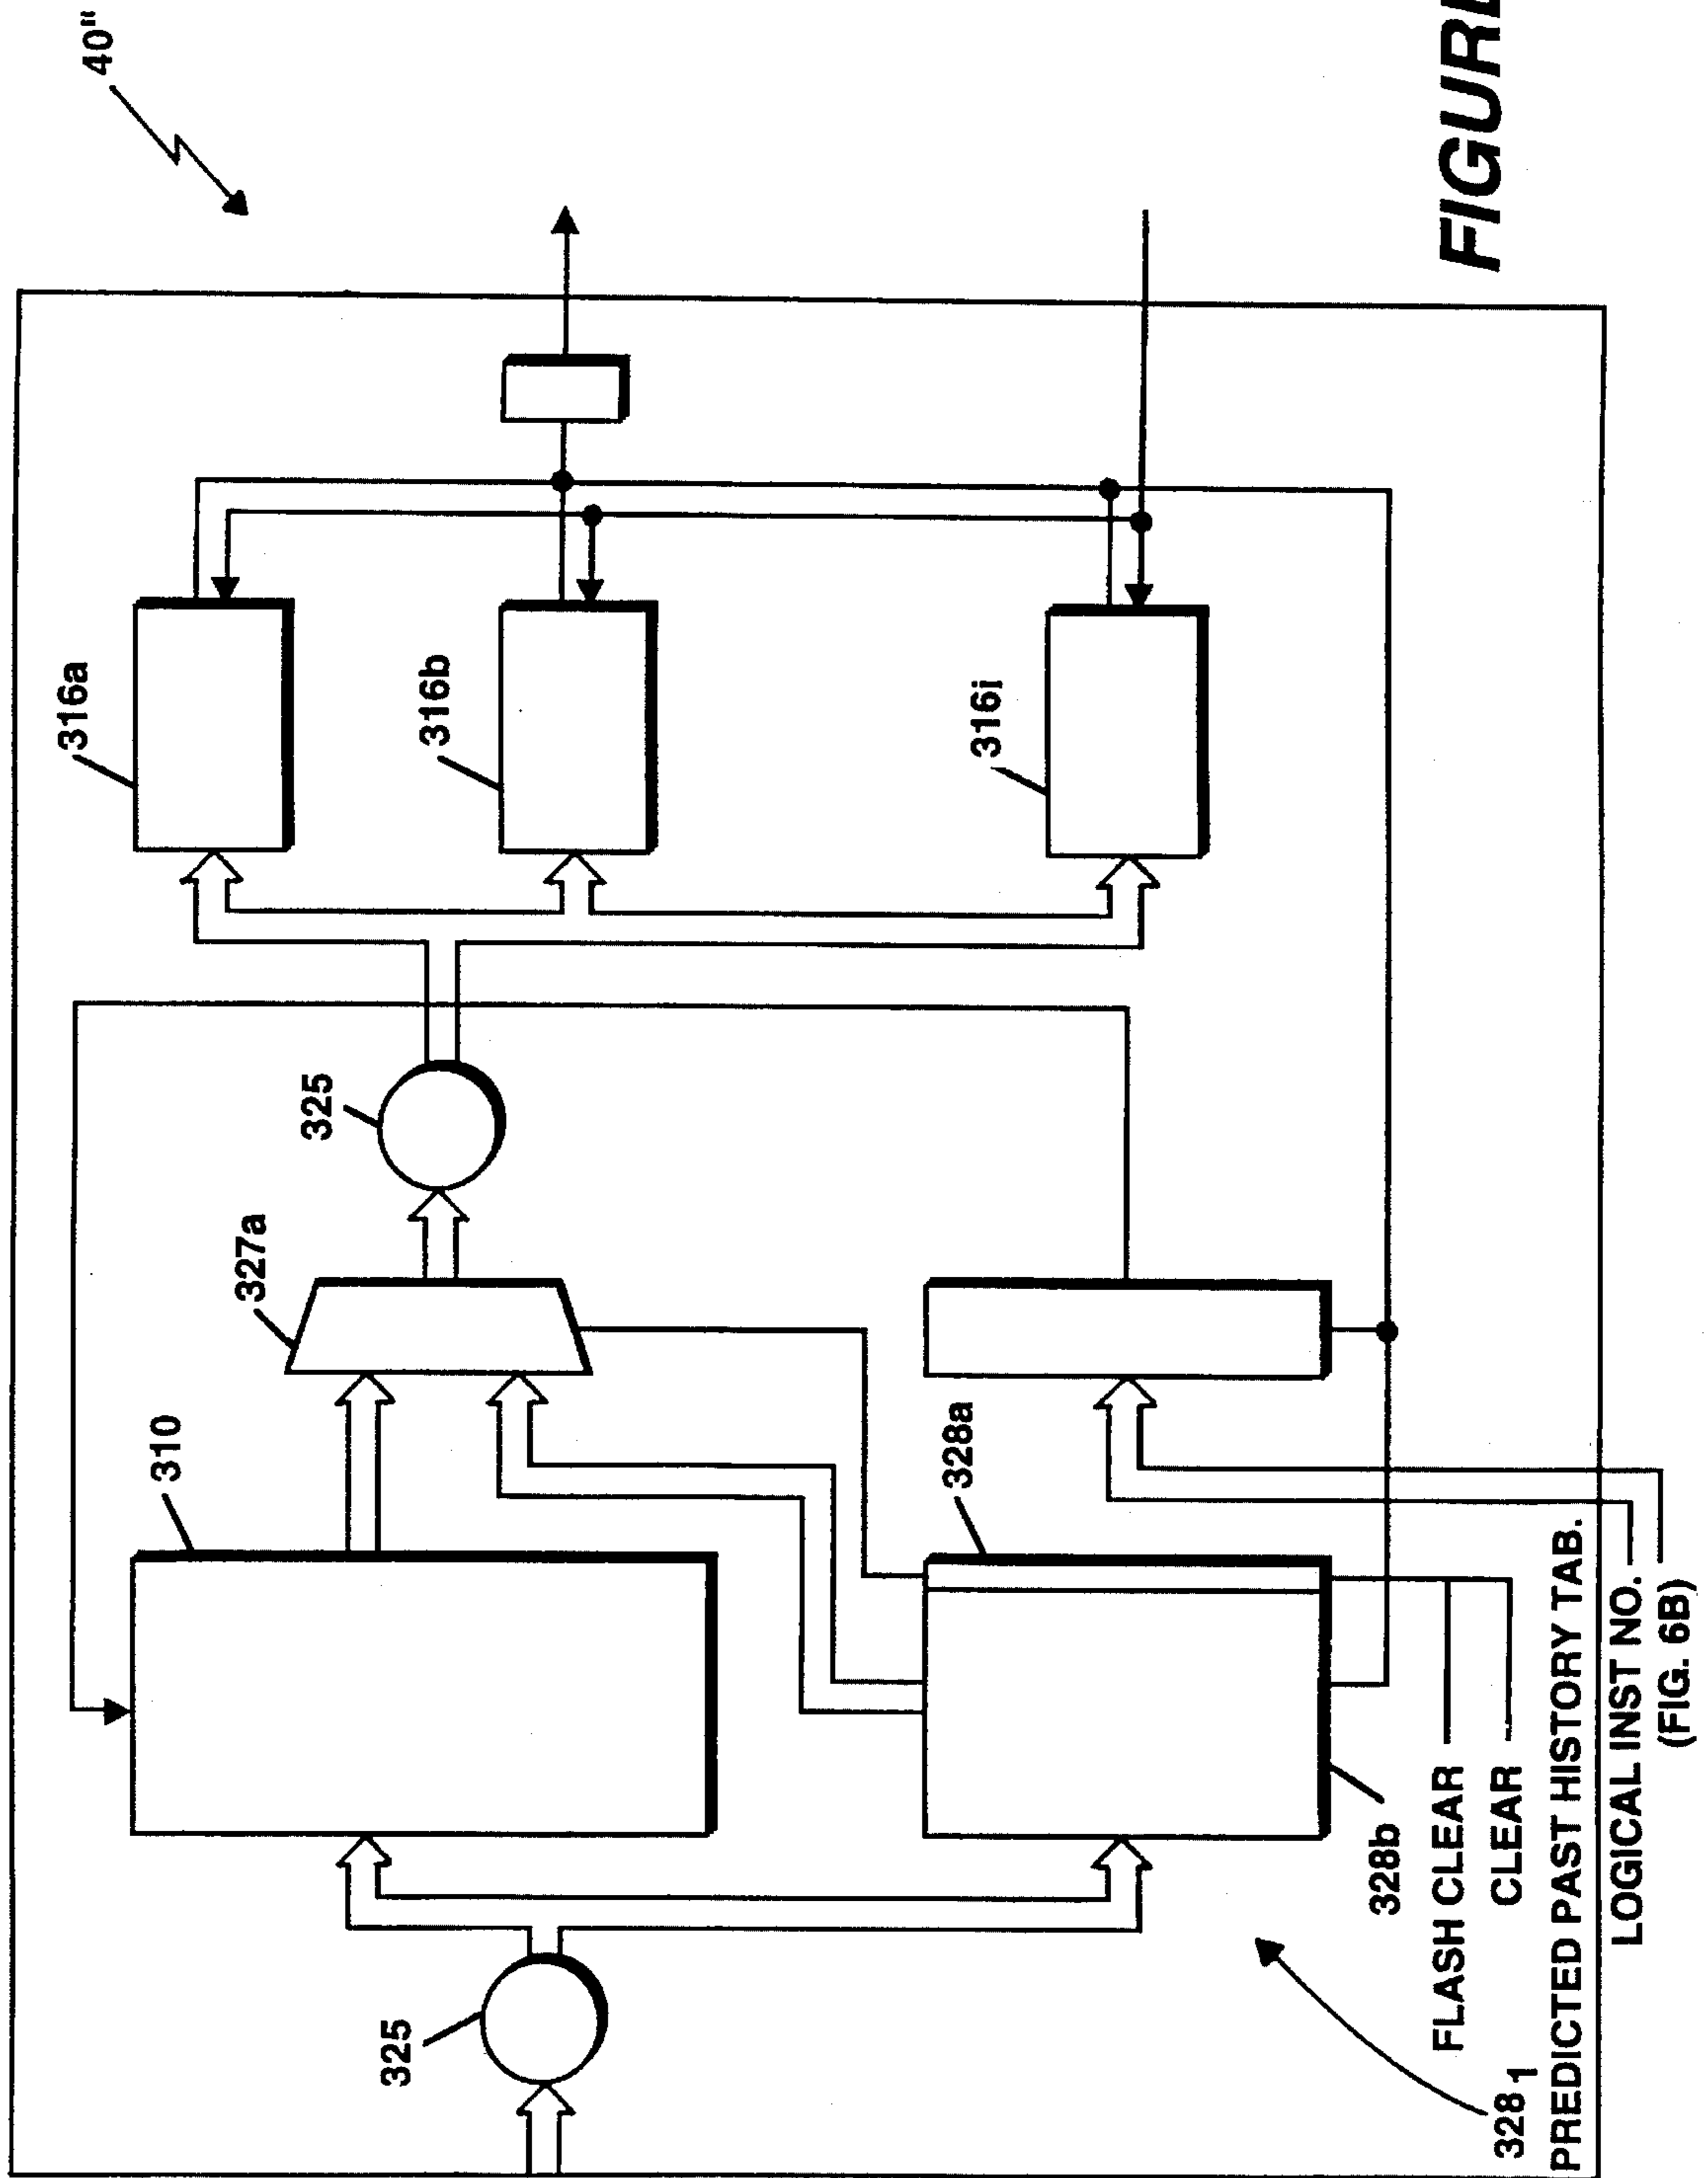 40"
316a
316b
316i
325
327a
310
328a
325
328b
FLASH CLEAR
CLEAR
328₁
PREDICTED PAST HISTORY TAB.
LOGICAL INST NO.
(FIG. 6B)